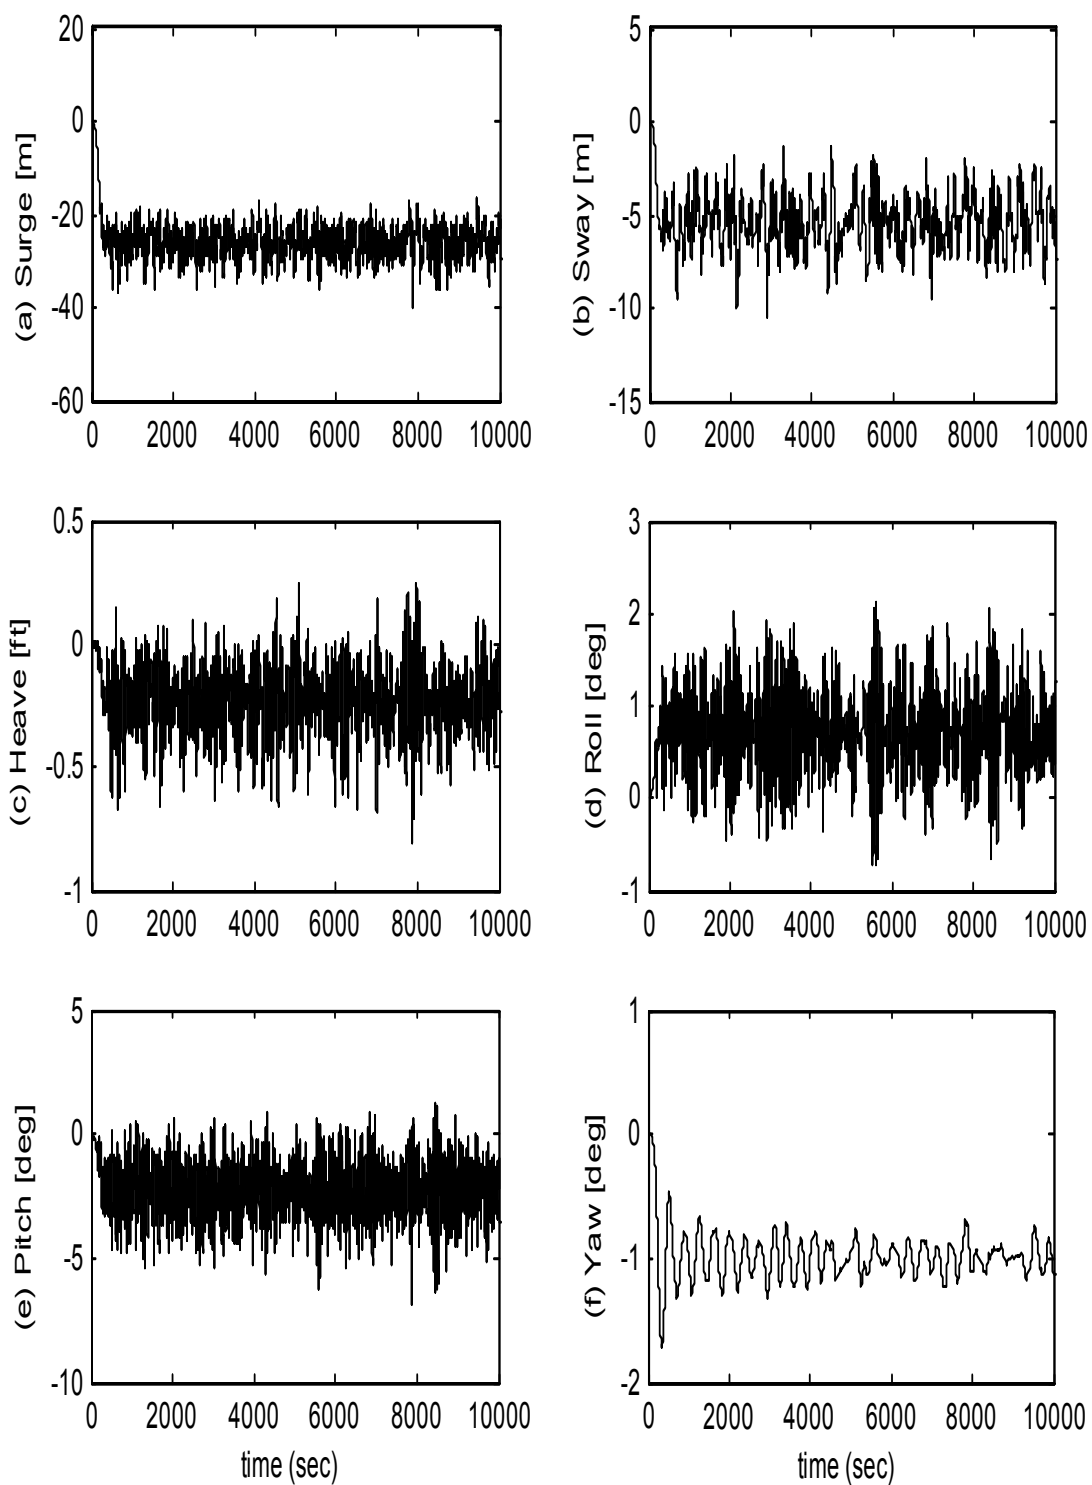 20
0
-20
-40
-60
(a) Surge [m]
0 2000 4000 6000 8000 10000
5
0
-5
-10
-15
(b) Sway [m]
0 2000 4000 6000 8000 10000
0.5
0
-0.5
-1
(c) Heave [ft]
0 2000 4000 6000 8000 10000
3
2
1
0
-1
(d) Roll [deg]
0 2000 4000 6000 8000 10000
5
0
-5
-10
(e) Pitch [deg]
0 2000 4000 6000 8000 10000
time (sec)
1
0
-1
-2
(f) Yaw [deg]
0 2000 4000 6000 8000 10000
time (sec)